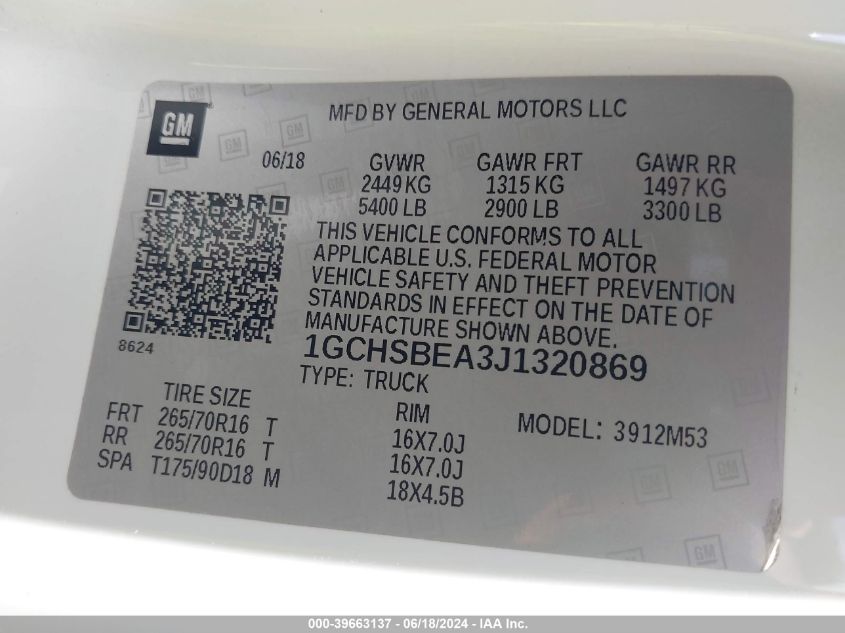 GM
MFD BY GENERAL MOTORS LLC
06/18 GVWR GAWR FRT GAWR RR
2449 KG 1315 KG 1497 KG
5400 LB 2900 LB 3300 LB
THIS VEHICLE CONFORMS TO ALL
APPLICABLE U.S. FEDERAL MOTOR
VEHICLE SAFETY AND THEFT PREVENTION
STANDARDS IN EFFECT ON THE DATE OF
MANUFACTURE SHOWN ABOVE.
8624
1GCHSBEA3J1320869
TYPE: TRUCK
TIRE SIZE RIM MODEL: 3912M53
FRT 265/70R16 T 16X7.0J
RR 265/70R16 T 16X7.0J
SPA T175/90D18 M 18X4.5B
000-39663137 - 06/18/2024 - IAA Inc.